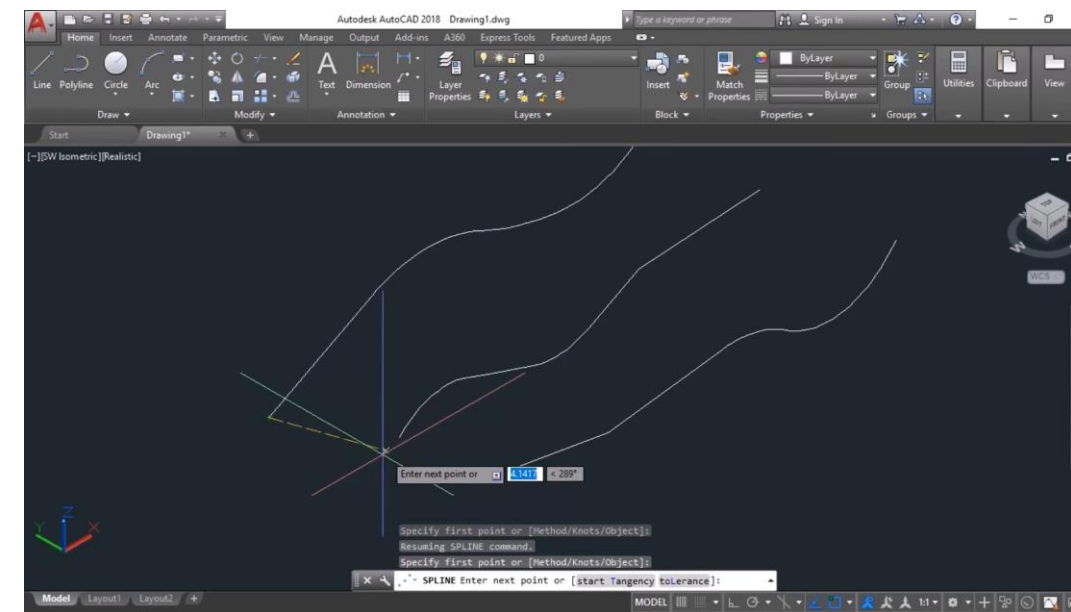 Autodesk AutoCAD 2018 Drawing1.dwg
Type a keyword or phrase
Sign In
Home Insert Annotate Parametric View Manage Output Add-ins A360 Express Tools Featured Apps
Line Polyline Circle Arc
Text Dimension
Layer Properties
0
Insert
Match Properties
ByLayer
ByLayer
ByLayer
Group
Utilities
Clipboard
View
Draw Modify Annotation Layers Block Properties Groups
Start Drawing1* +
[−][SW Isometric][Realistic]
TOP
LEFT FRONT
W S
WCS
Enter next point or 4.1417 < 289°
Specify first point or [Method/Knots/Object]:
Resuming SPLINE command.
Specify first point or [Method/Knots/Object]:
SPLINE Enter next point or [start Tangency toLerance]:
Z
Y X
Model Layout1 Layout2 +
MODEL 1:1